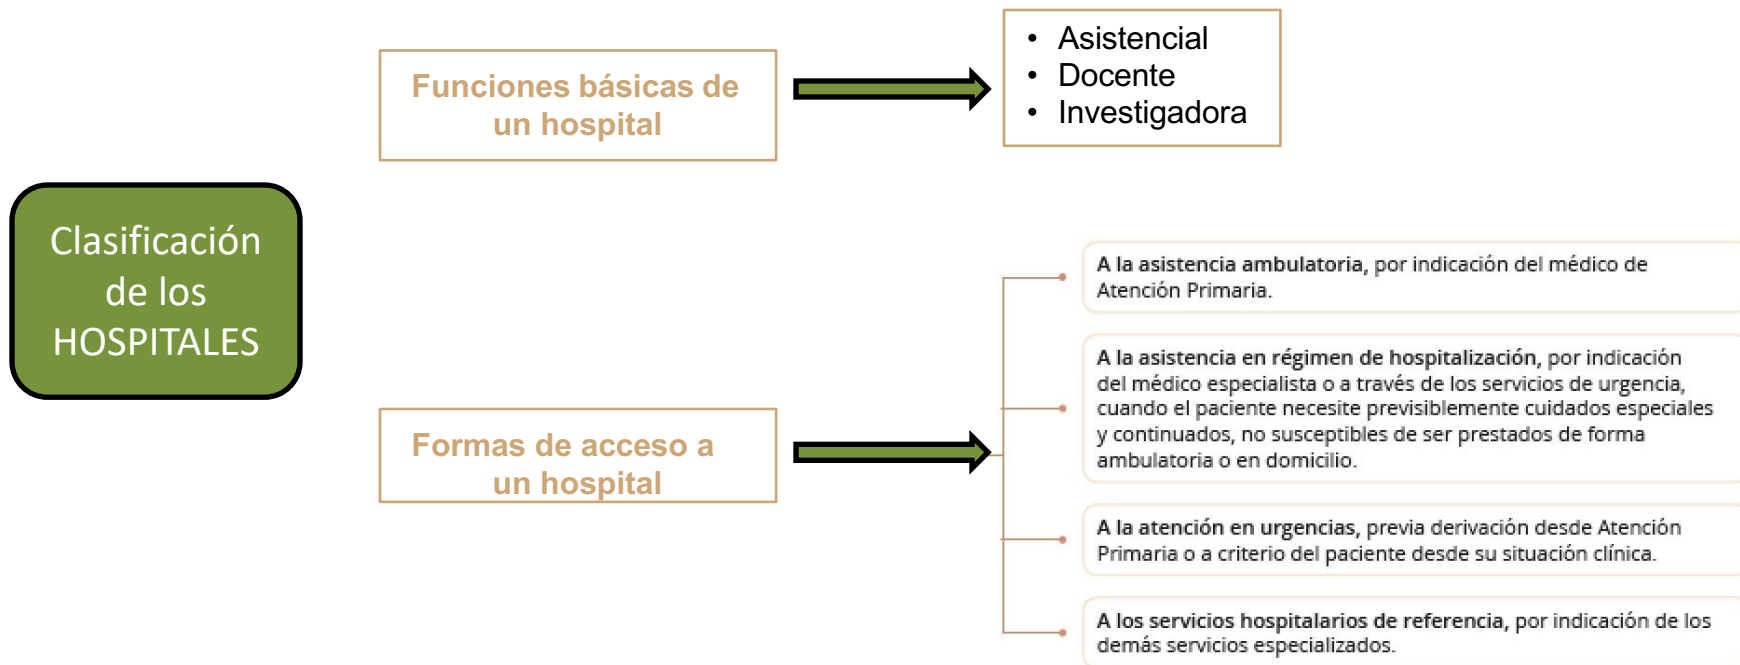 Clasificación
de los
HOSPITALES
Funciones básicas de
un hospital
• Asistencial
• Docente
• Investigadora
Formas de acceso a
un hospital
A la asistencia ambulatoria, por indicación del médico de
Atención Primaria.
A la asistencia en régimen de hospitalización, por indicación
del médico especialista o a través de los servicios de urgencia,
cuando el paciente necesite previsiblemente cuidados especiales
y continuados, no susceptibles de ser prestados de forma
ambulatoria o en domicilio.
A la atención en urgencias, previa derivación desde Atención
Primaria o a criterio del paciente desde su situación clínica.
A los servicios hospitalarios de referencia, por indicación de los
demás servicios especializados.